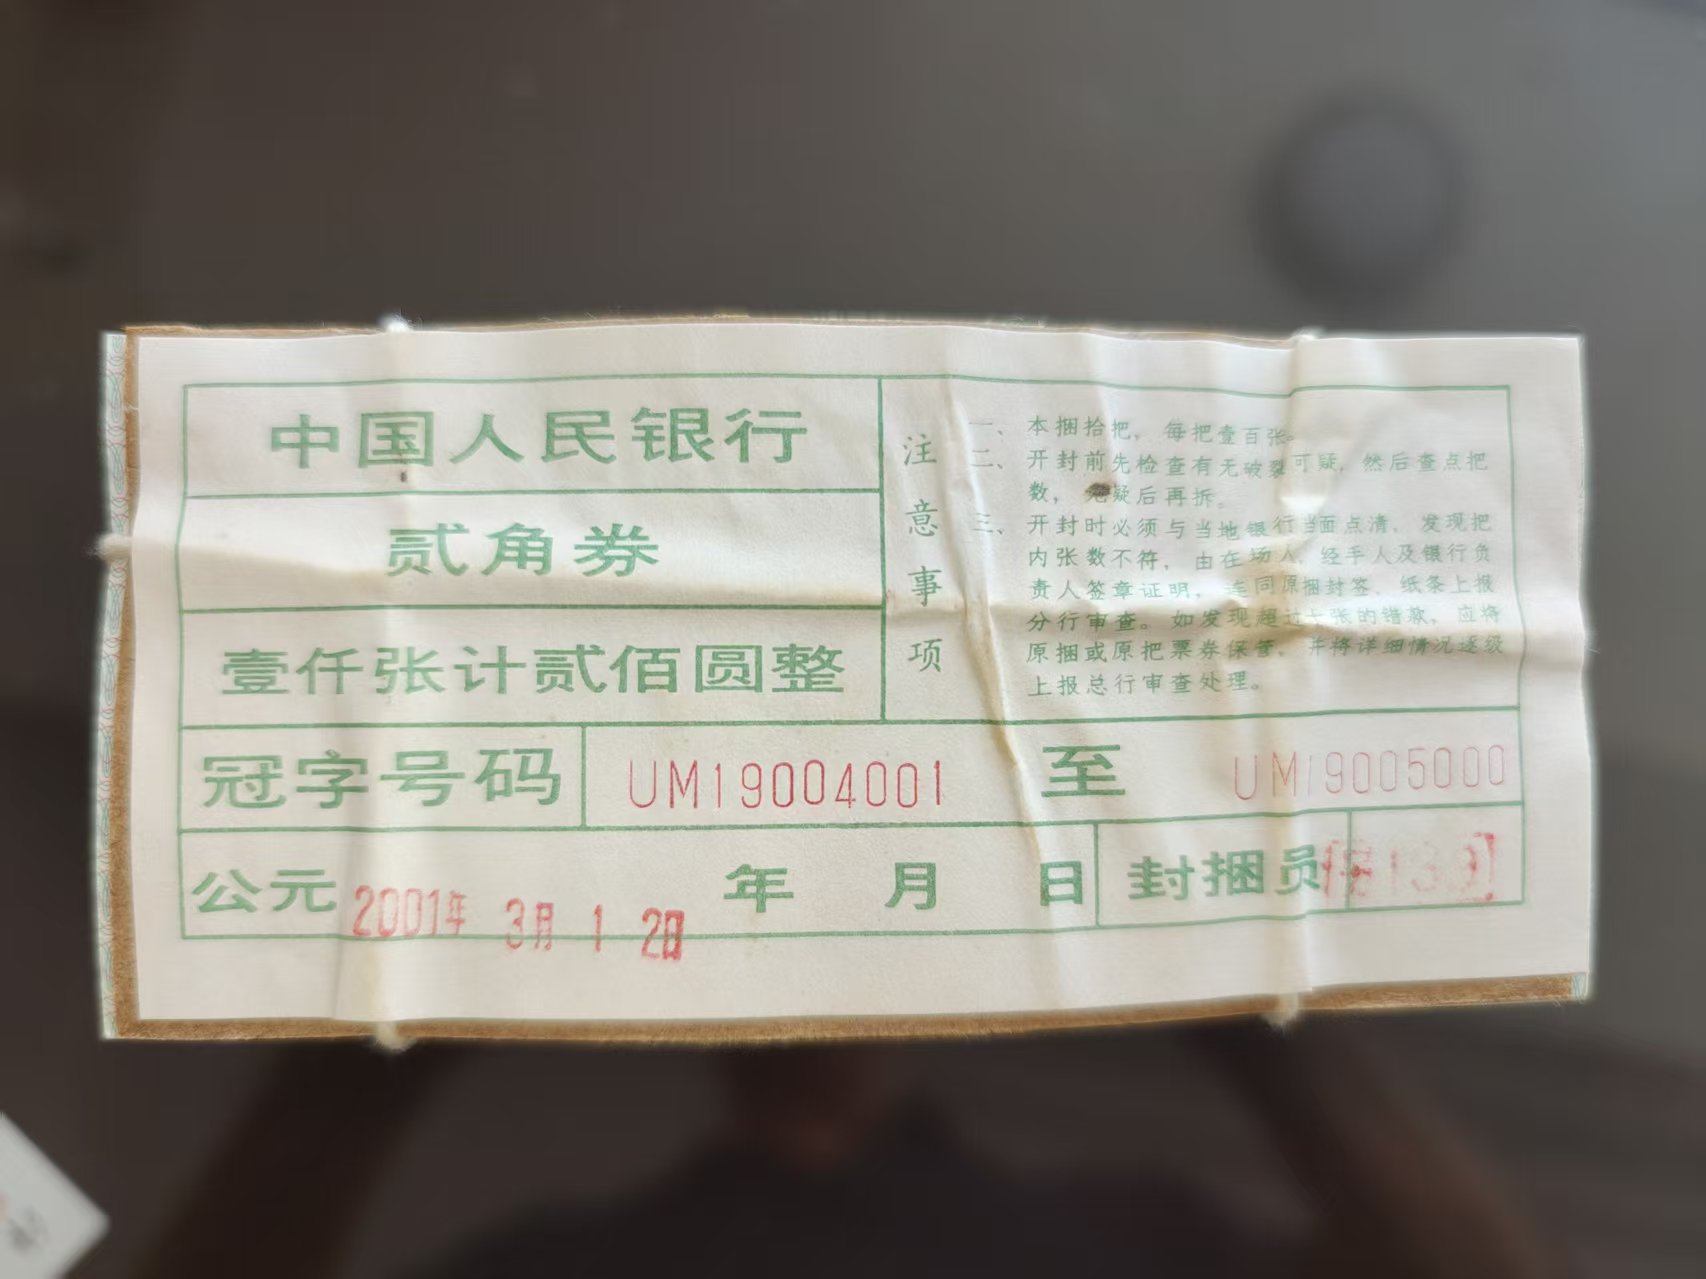 中国人民银行
贰角券
壹仟张计贰佰圆整
注意事项
一、本捆拾把，每把壹百张。
二、开封前先检查有无破裂可疑，然后查点把
数，无疑后再拆。
三、开封时必须与当地银行当面点清、发现把
内张数不符，由在场人、经手人及银行负
责人签章证明，连同原捆封签、纸条上报
分行审查。如发现超过十张的错款，应将
原捆或原把票券保管，并将详细情况逐级
上报总行审查处理。
冠字号码 UM19004001 至 UM19005000
公元 2001年 3月 12日 年 月 日 封捆员